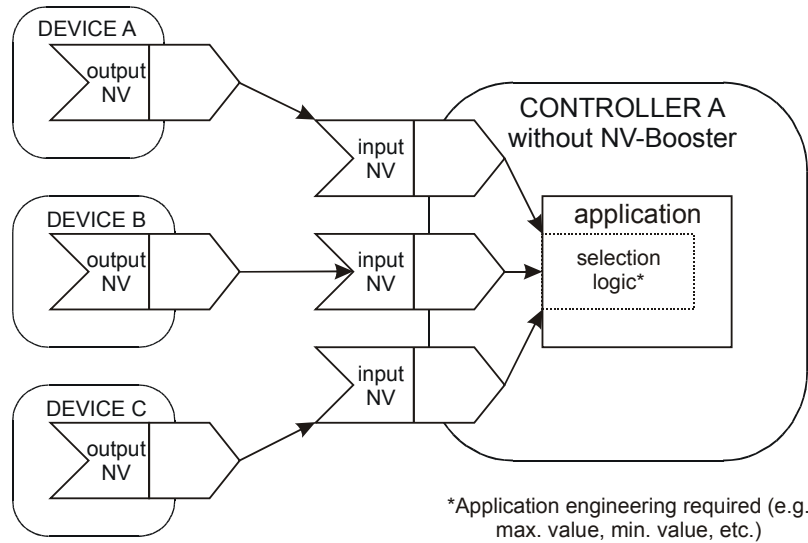 DEVICE A
output
NV
input
NV
CONTROLLER A
without NV-Booster
DEVICE B
output
NV
input
NV
application
selection
logic*
DEVICE C
output
NV
input
NV
*Application engineering required (e.g.
max. value, min. value, etc.)